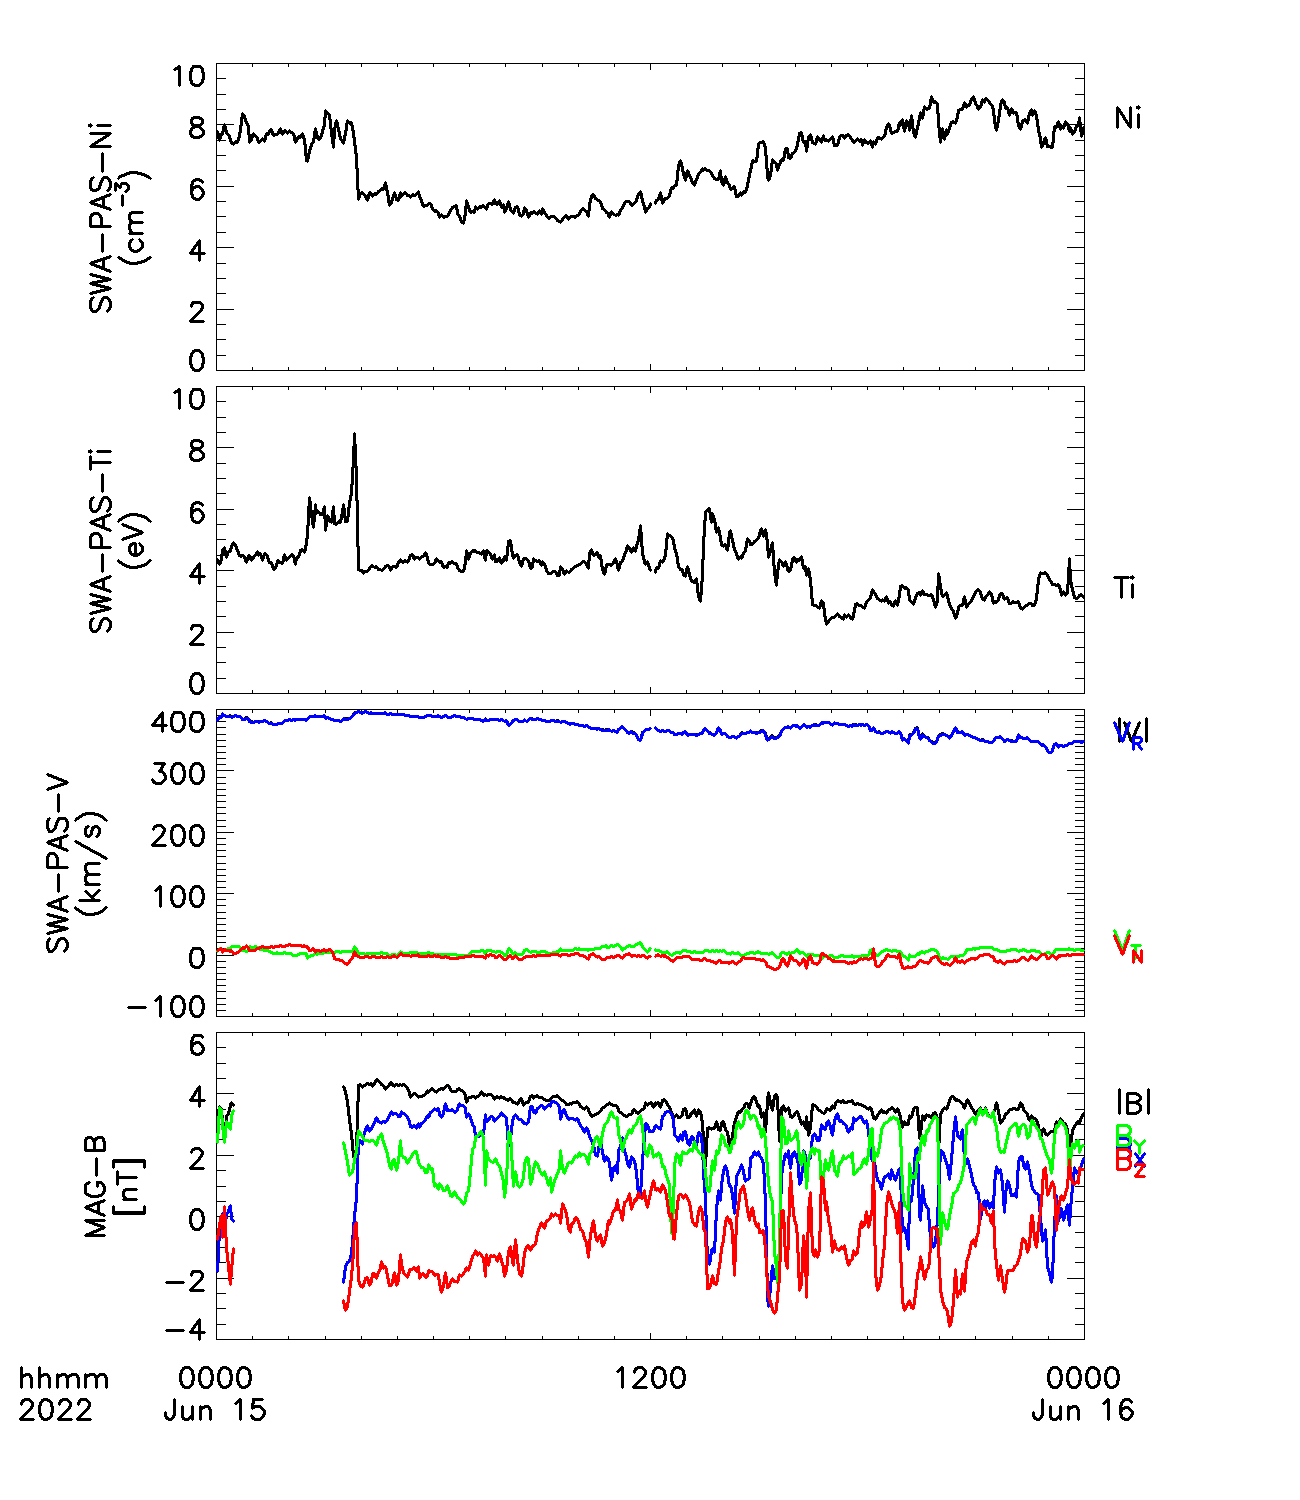 10
8
6
4
2
0
SWA-PAS-Ni
(cm⁻³)
Ni
10
8
6
4
2
0
SWA-PAS-Ti
(eV)
Ti
400
300
200
100
0
-100
SWA-PAS-V
(km/s)
|V|
V_R
V_T
V_N
6
4
2
0
-2
-4
MAG-B
[nT]
|B|
B_Y
B_X
B_Z
hhmm 0000 1200 0000
2022 Jun 15 Jun 16